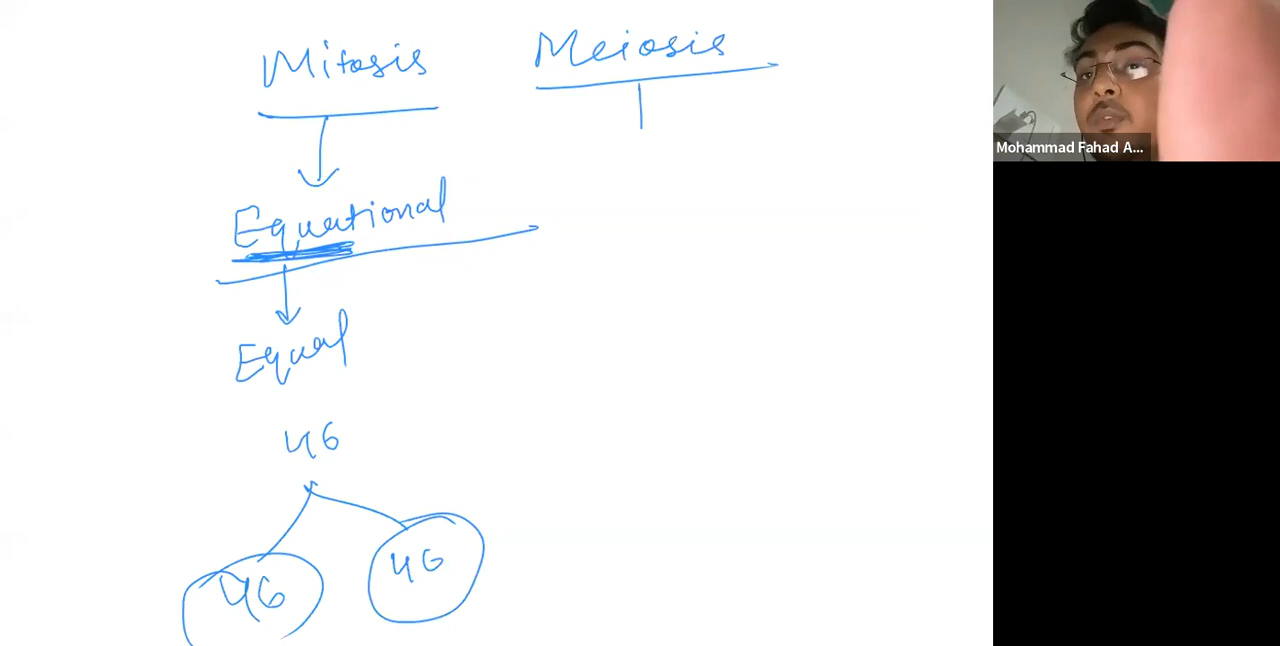 Mitosis Meiosis
Equational
Equal
46
46 46
Mohammad Fahad A...